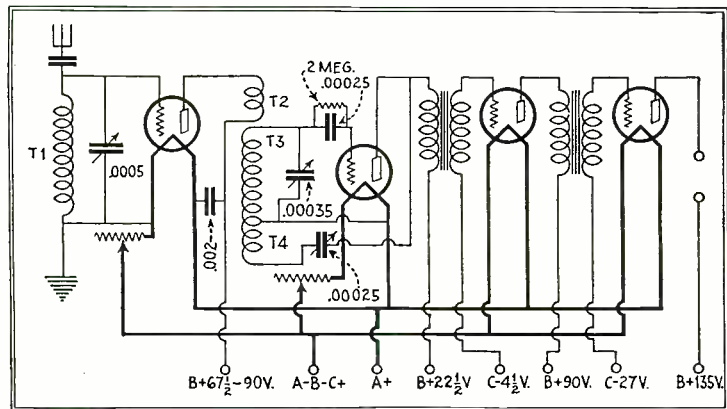 2 MEG.
.00025
T1
T2
T3
.0005
.00035
T4
.002
.00025
B+67½~90V.
A-B-C+
A+
B+22½V
C-4½V.
B+90V.
C-27V.
B+135V.